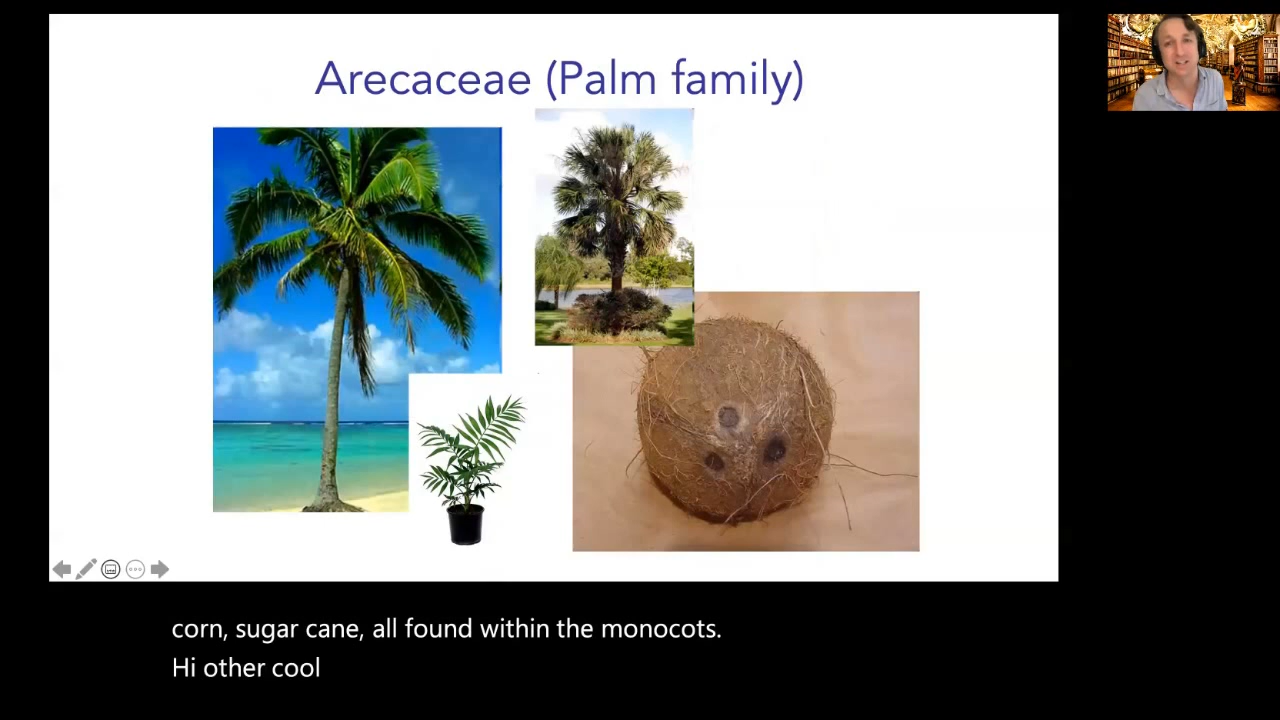 Arecaceae (Palm family)
corn, sugar cane, all found within the monocots.
Hi other cool